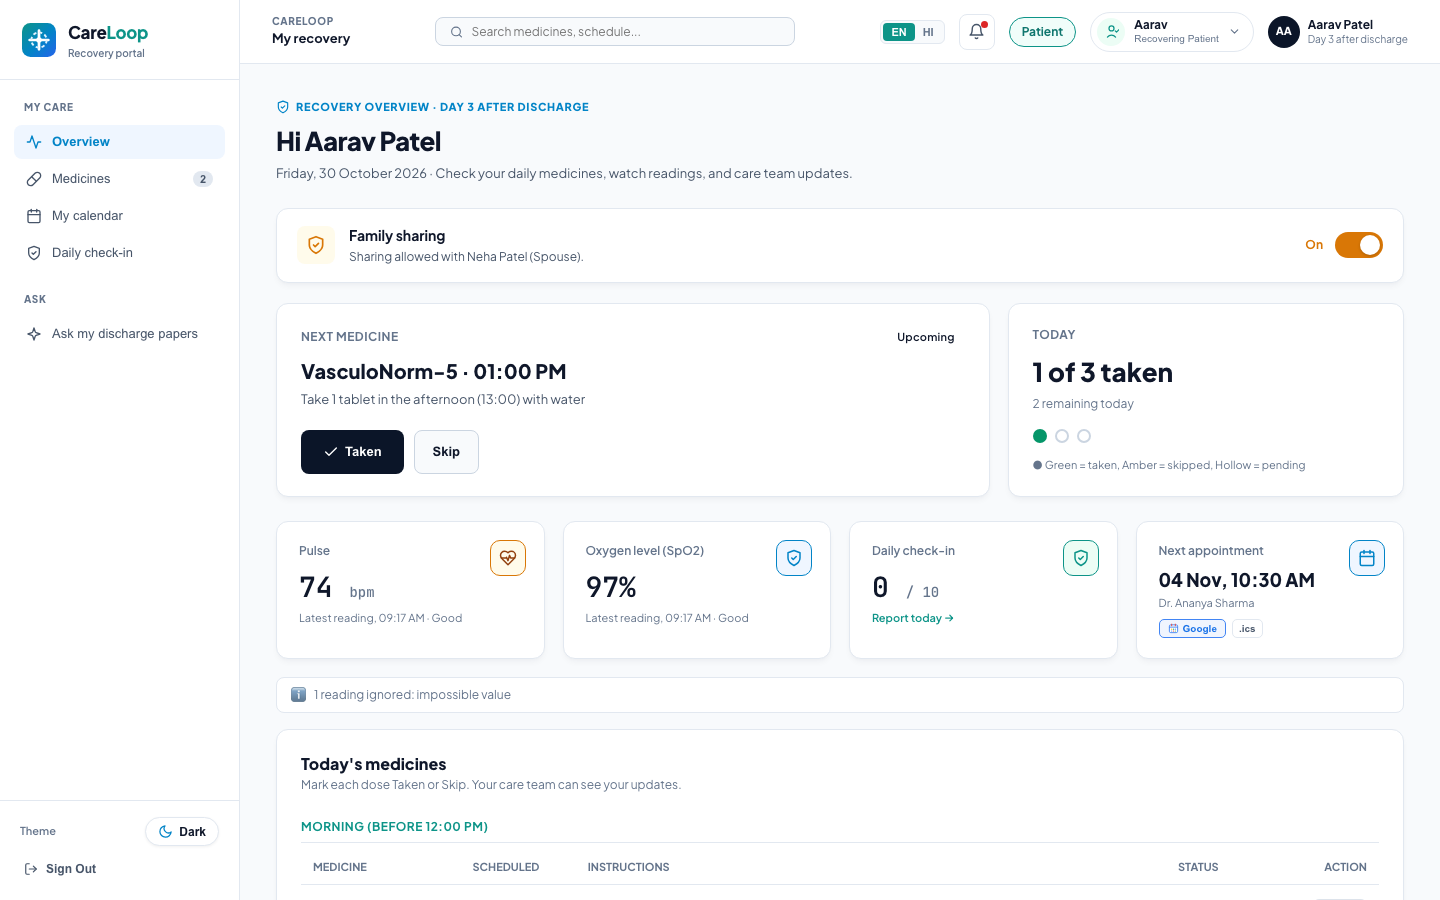 CareLoop
Recovery portal
MY CARE
Overview
Medicines 2
My calendar
Daily check-in
ASK
Ask my discharge papers
Theme Dark
Sign Out
CARELOOP
My recovery
Search medicines, schedule...
EN HI
Patient
Aarav
Recovering Patient
AA
Aarav Patel
Day 3 after discharge
RECOVERY OVERVIEW · DAY 3 AFTER DISCHARGE
Hi Aarav Patel
Friday, 30 October 2026 · Check your daily medicines, watch readings, and care team updates.
Family sharing
Sharing allowed with Neha Patel (Spouse).
On
NEXT MEDICINE
Upcoming
VasculoNorm-5 · 01:00 PM
Take 1 tablet in the afternoon (13:00) with water
Taken
Skip
TODAY
1 of 3 taken
2 remaining today
Green = taken, Amber = skipped, Hollow = pending
Pulse
74 bpm
Latest reading, 09:17 AM · Good
Oxygen level (SpO2)
97%
Latest reading, 09:17 AM · Good
Daily check-in
0 / 10
Report today →
Next appointment
04 Nov, 10:30 AM
Dr. Ananya Sharma
Google
.ics
1 reading ignored: impossible value
Today's medicines
Mark each dose Taken or Skip. Your care team can see your updates.
MORNING (BEFORE 12:00 PM)
MEDICINE SCHEDULED INSTRUCTIONS STATUS ACTION